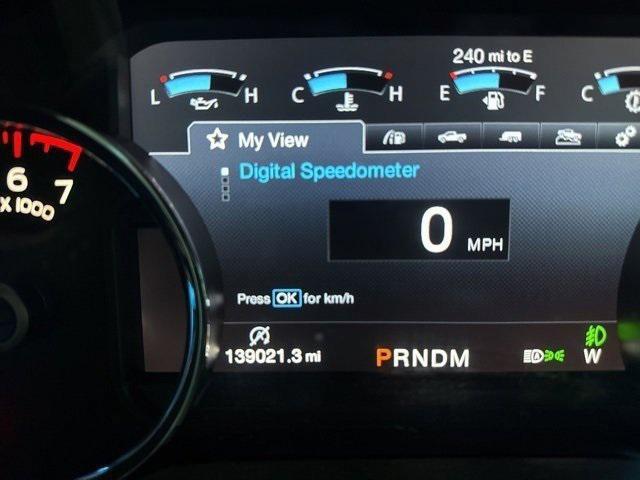 240 mi to E
L H C H E F C
My View
Digital Speedometer
0 MPH
6 7
X 1000
Press OK for km/h
139021.3 mi PRNDM W